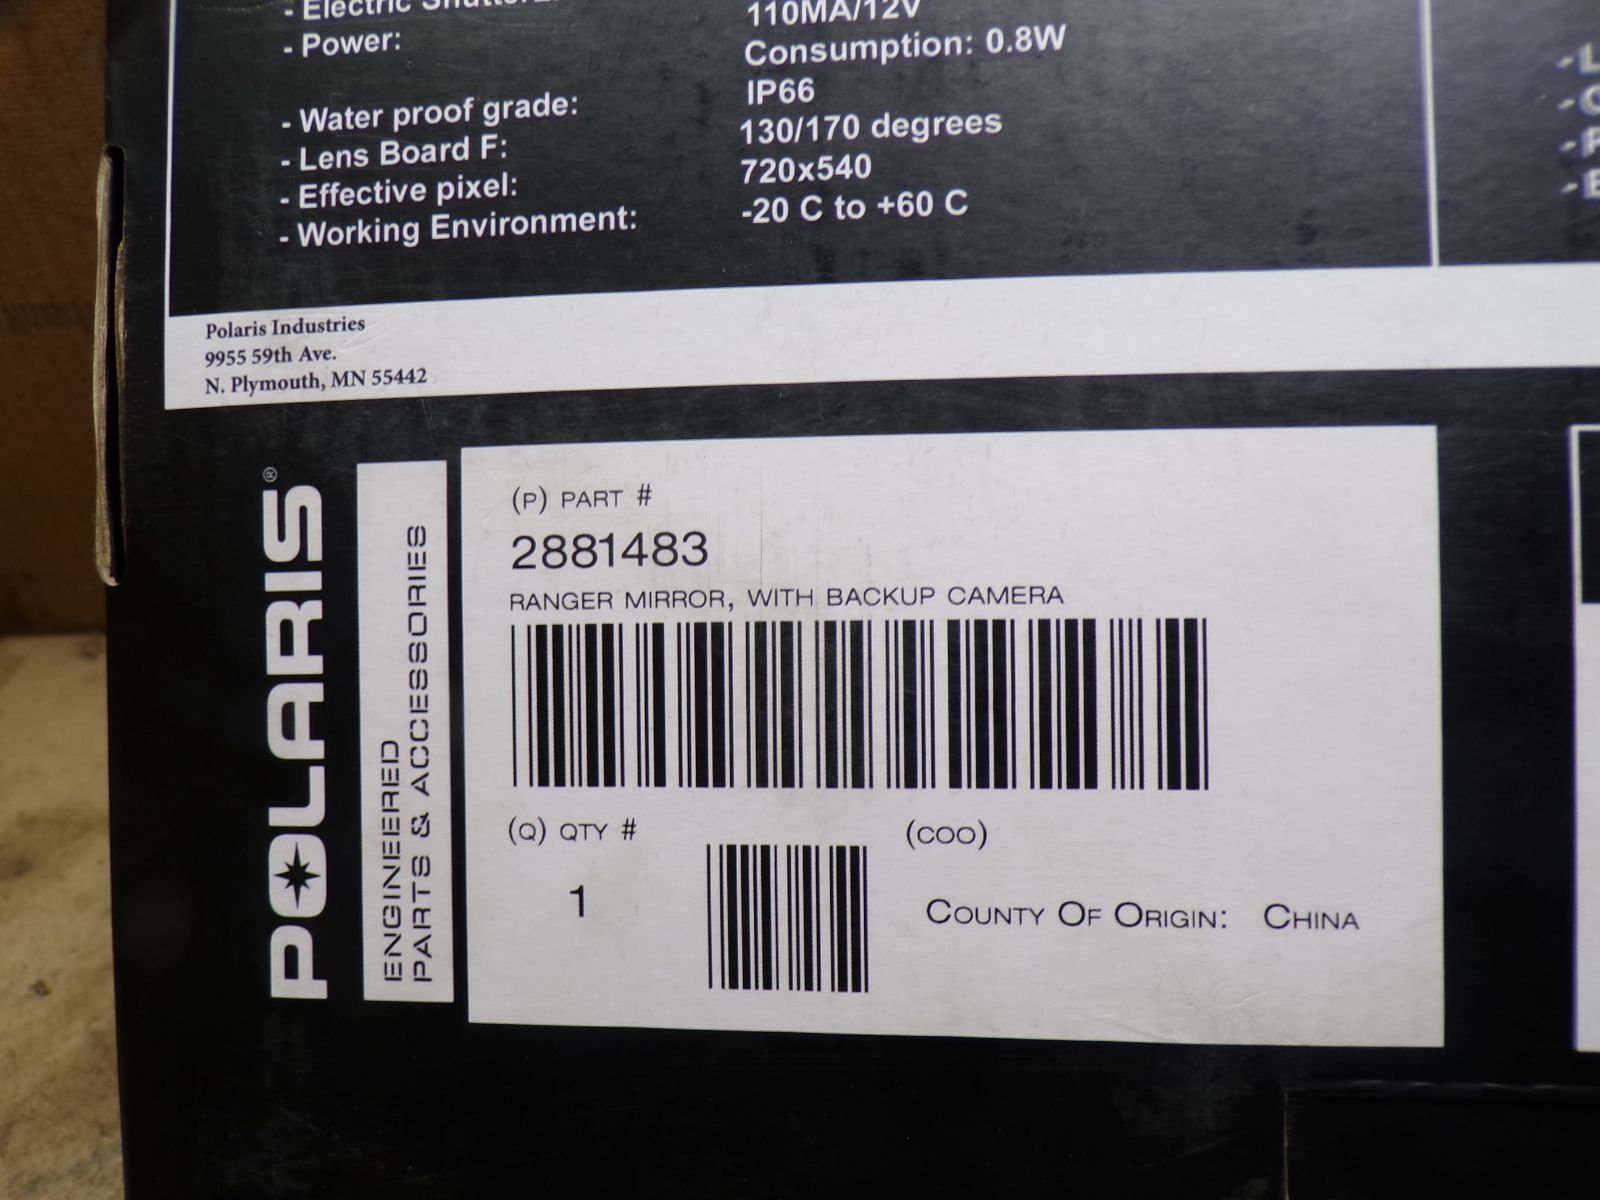 - Electric
110MA/12V
- Power:
Consumption: 0.8W
- Water proof grade:
IP66
- Lens Board F:
130/170 degrees
- Effective pixel:
720x540
- Working Environment:
-20 C to +60 C
Polaris Industries
9955 59th Ave.
N. Plymouth, MN 55442
POLARIS®
ENGINEERED
PARTS & ACCESSORIES
(P) PART #
2881483
RANGER MIRROR, WITH BACKUP CAMERA
(Q) QTY #
1
(COO)
COUNTY OF ORIGIN: CHINA